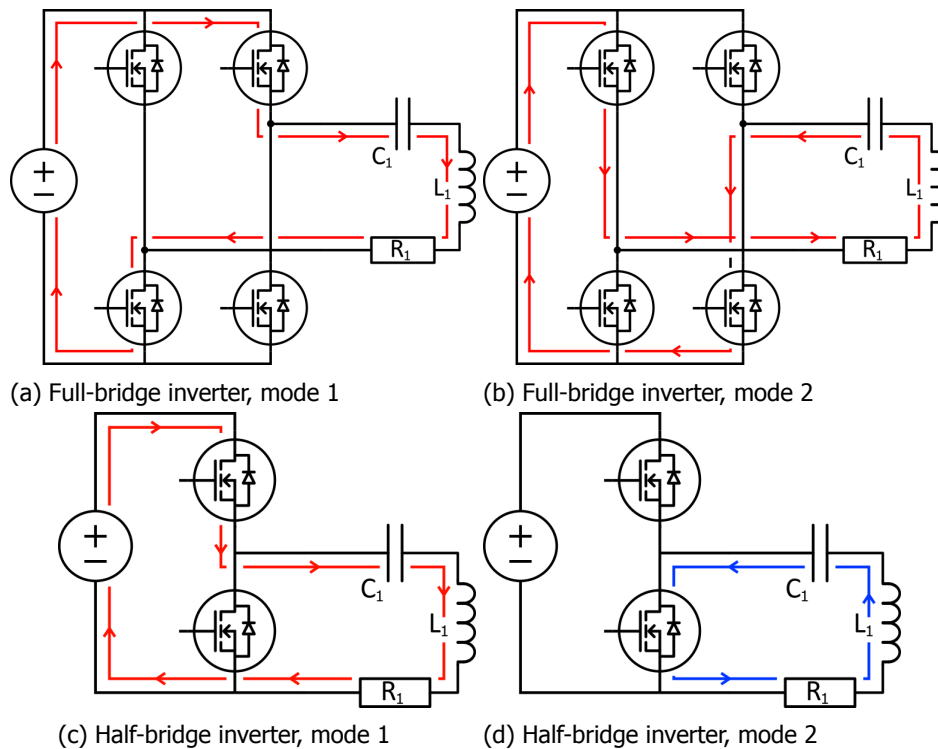 +
−
C₁
L₁
R₁
+
−
C₁
L₁
R₁
(a) Full-bridge inverter, mode 1
(b) Full-bridge inverter, mode 2
+
−
C₁
L₁
R₁
+
−
C₁
L₁
R₁
(c) Half-bridge inverter, mode 1
(d) Half-bridge inverter, mode 2